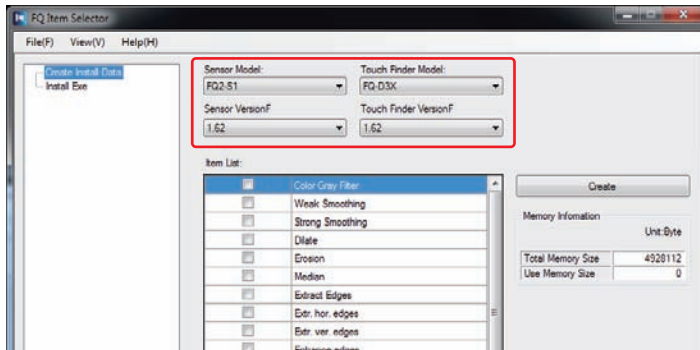 FQ Item Selector
File(F) View(V) Help(H)
Create Install Data
Install Exe
Sensor Model: Touch Finder Model:
FQ2-S1 FQ-D3X
Sensor VersionF Touch Finder VersionF
1.62 1.62
Item List:
Color Gray Filter
Weak Smoothing
Strong Smoothing
Dilate
Erosion
Median
Extract Edges
Extr. hor. edges
Extr. ver. edges
Enhance edges
Create
Memory Infomation
Unit:Byte
Total Memory Size 4928112
Use Memory Size 0